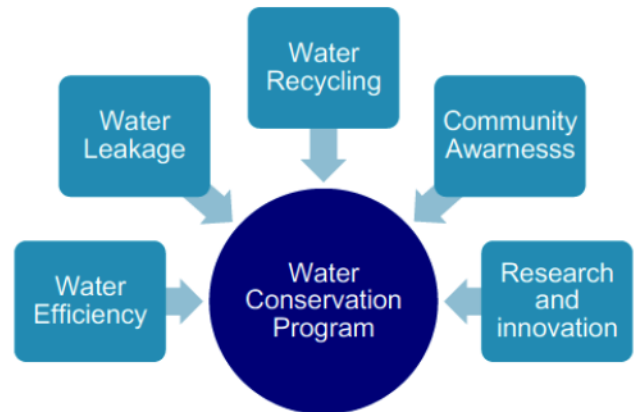 Water
Recycling
Water
Leakage
Community
Awarnesss
Water
Efficiency
Water
Conservation
Program
Research
and
innovation